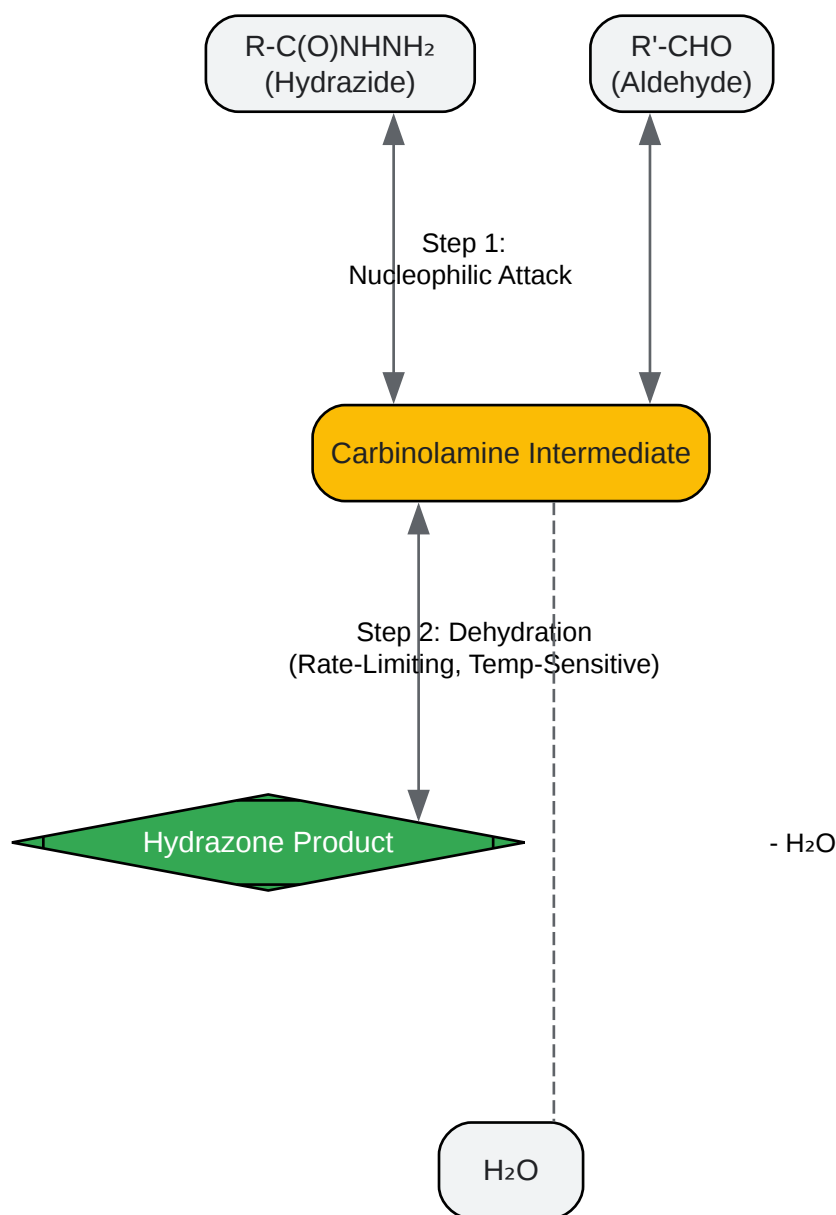 R-C(O)NHNH₂
(Hydrazide)
R'-CHO
(Aldehyde)
Step 1:
Nucleophilic Attack
Carbinolamine Intermediate
Step 2: Dehydration
(Rate-Limiting, Temp-Sensitive)
Hydrazone Product
- H₂O
H₂O